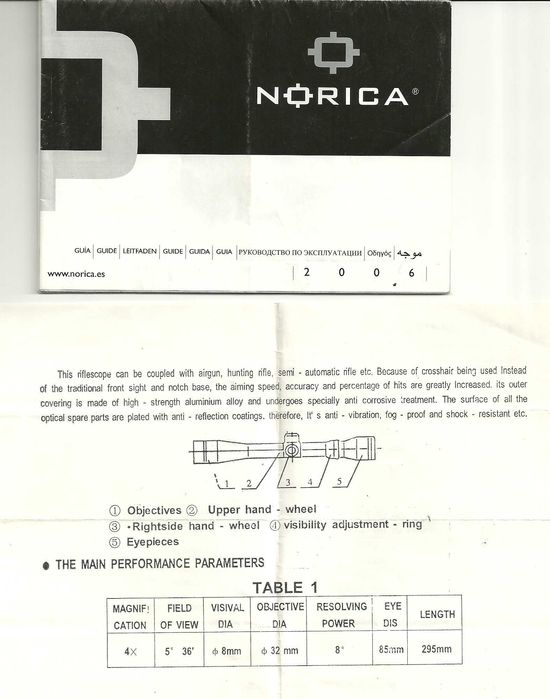 NORICA®
GUÍA | GUIDE | LEITFADEN | GUIDE | GUIDA | GUIA | РУКОВОДСТВО ПО ЭКСПЛУАТАЦИИ | Οδηγός | موجه
www.norica.es
| 2 0 0 6 |
This riflescope can be coupled with airgun, hunting rifle, semi - automatic rifle etc. Because of crosshair being used Instead
of the traditional front sight and notch base, the aiming speed, accuracy and percentage of hits are greatly Increased. its outer
covering is made of high - strength aluminium alloy and undergoes specially anti corrosive treatment. The surface of all the
optical spare parts are plated with anti - reflection coatings. therefore, It' s anti - vibration, fog - proof and shock - resistant etc.
1 2 3 4 5
① Objectives ② Upper hand - wheel
③ Rightside hand - wheel ④ visibility adjustment - ring
⑤ Eyepieces
● THE MAIN PERFORMANCE PARAMETERS
TABLE 1
MAGNIFI FIELD VISIVAL OBJECTIVE RESOLVING EYE LENGTH
CATION OF VIEW DIA DIA POWER DIS
4× 5° 36' φ 8mm φ 32 mm 8" 85mm 295mm